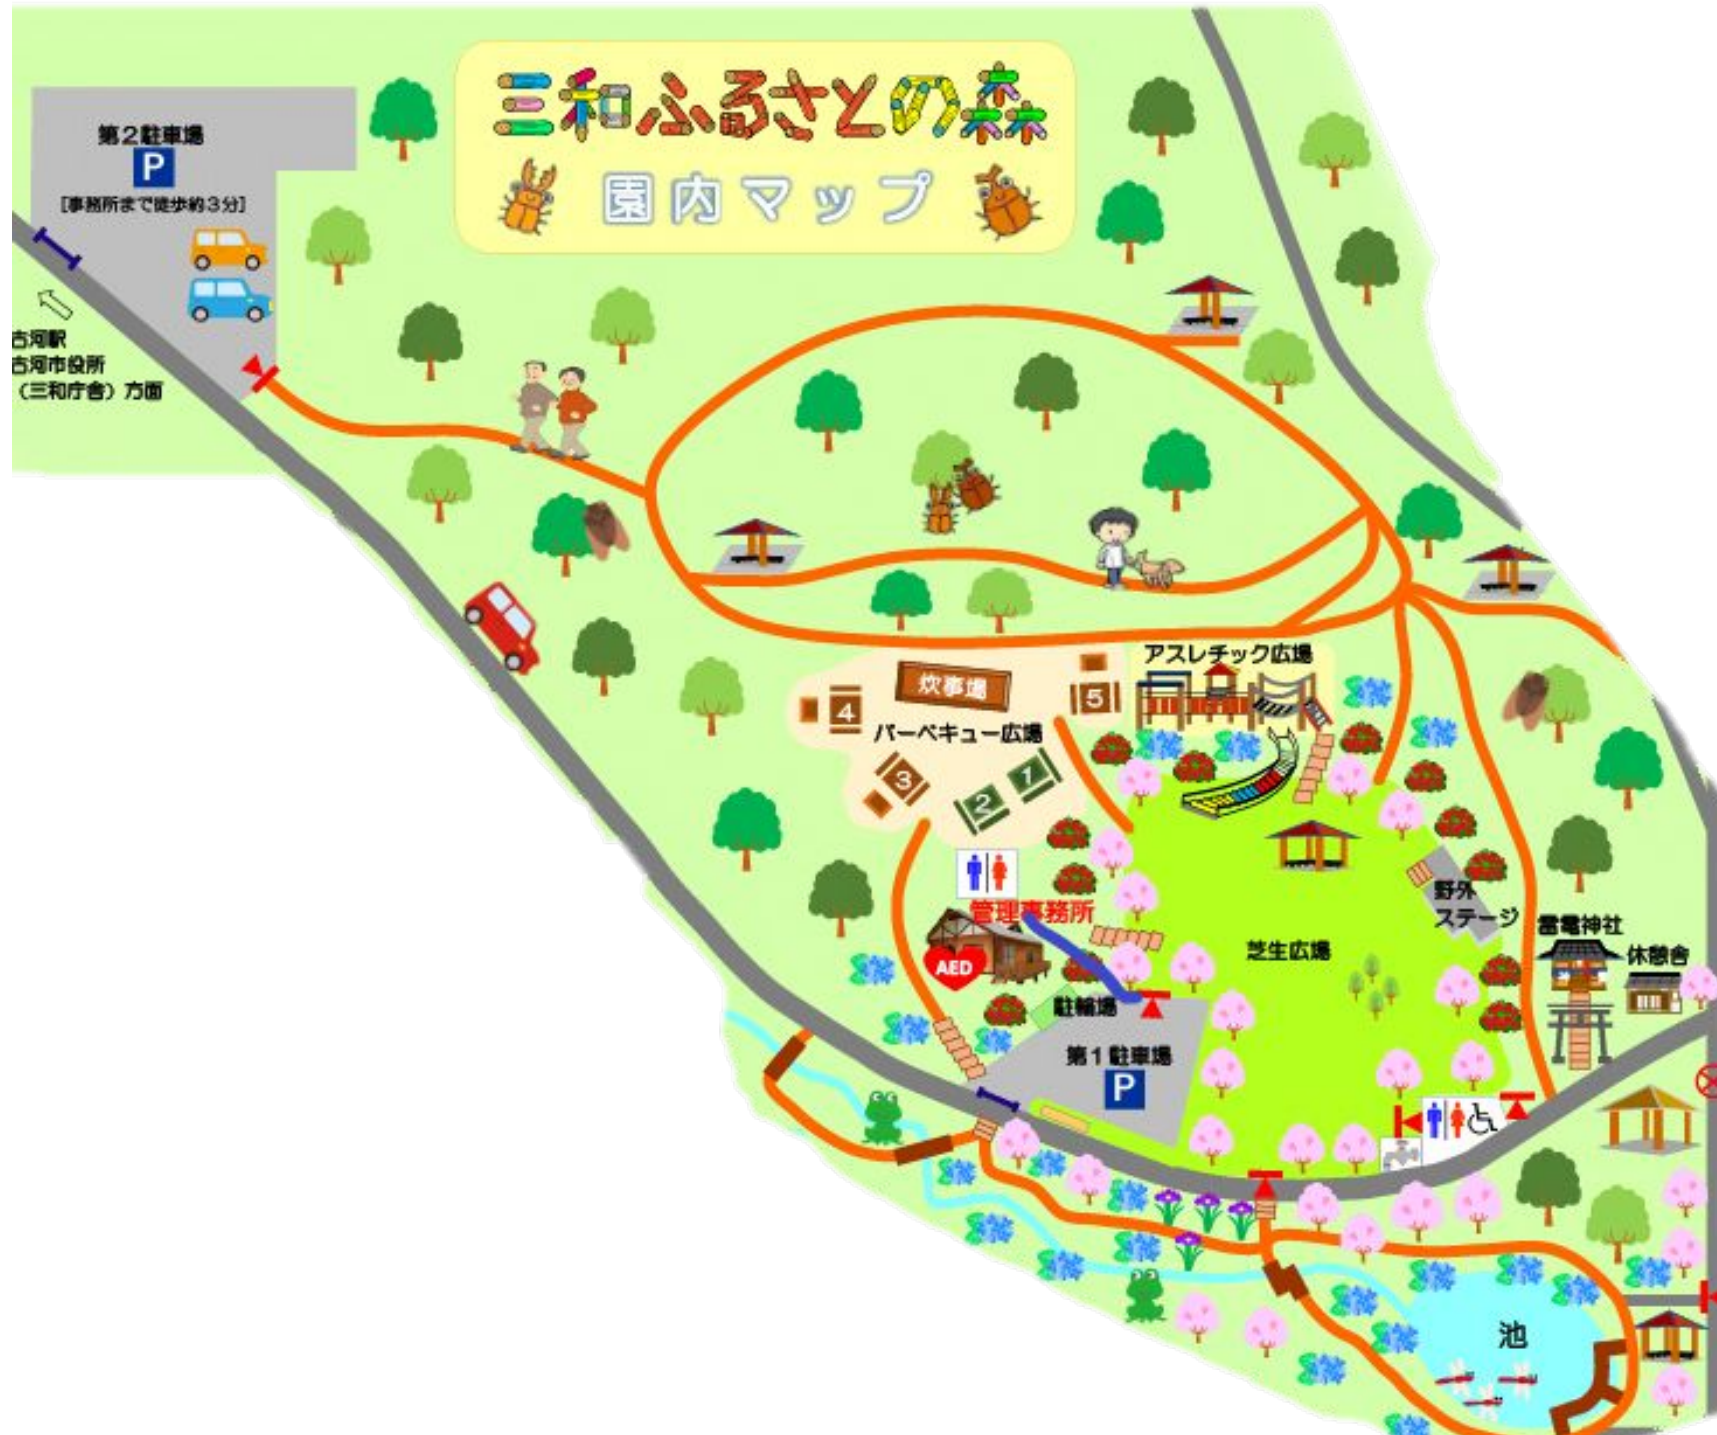 三和ふるさとの森
園内マップ
第2駐車場
P
[事務所まで徒歩約3分]
古河駅
古河市役所
(三和庁舎)方面
アスレチック広場
炊事場
5
4
バーベキュー広場
3
1
2
管理事務所
AED
野外
ステージ
芝生広場
雷電神社
休憩舎
駐輪場
第1駐車場
P
池